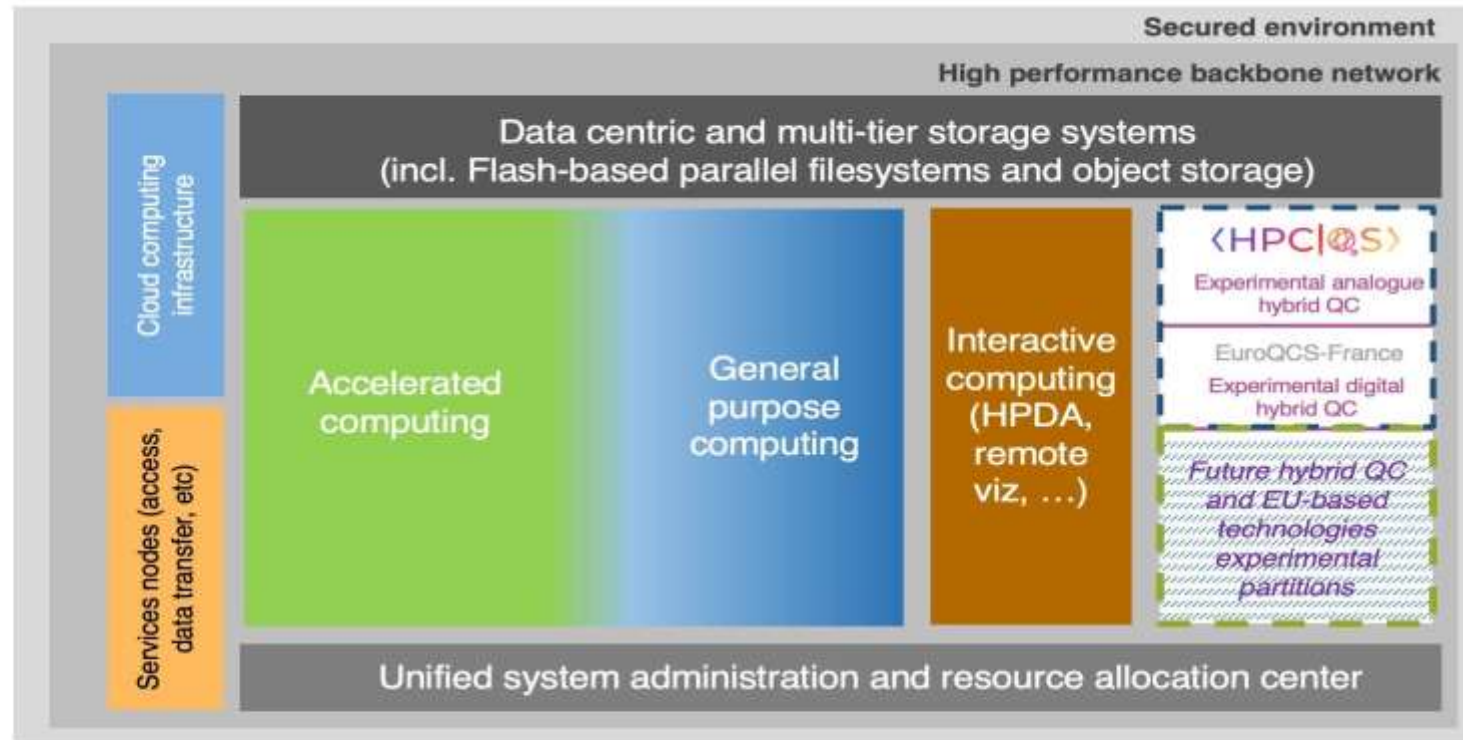 Secured environment
High performance backbone network
Cloud computing
infrastructure
Services nodes (access,
data transfer, etc)
Data centric and multi-tier storage systems
(incl. Flash-based parallel filesystems and object storage)
Accelerated
computing
General
purpose
computing
Interactive
computing
(HPDA,
remote
viz, …)
<HPC|QS>
Experimental analogue
hybrid QC
EuroQCS-France
Experimental digital
hybrid QC
Future hybrid QC
and EU-based
technologies
experimental
partitions
Unified system administration and resource allocation center